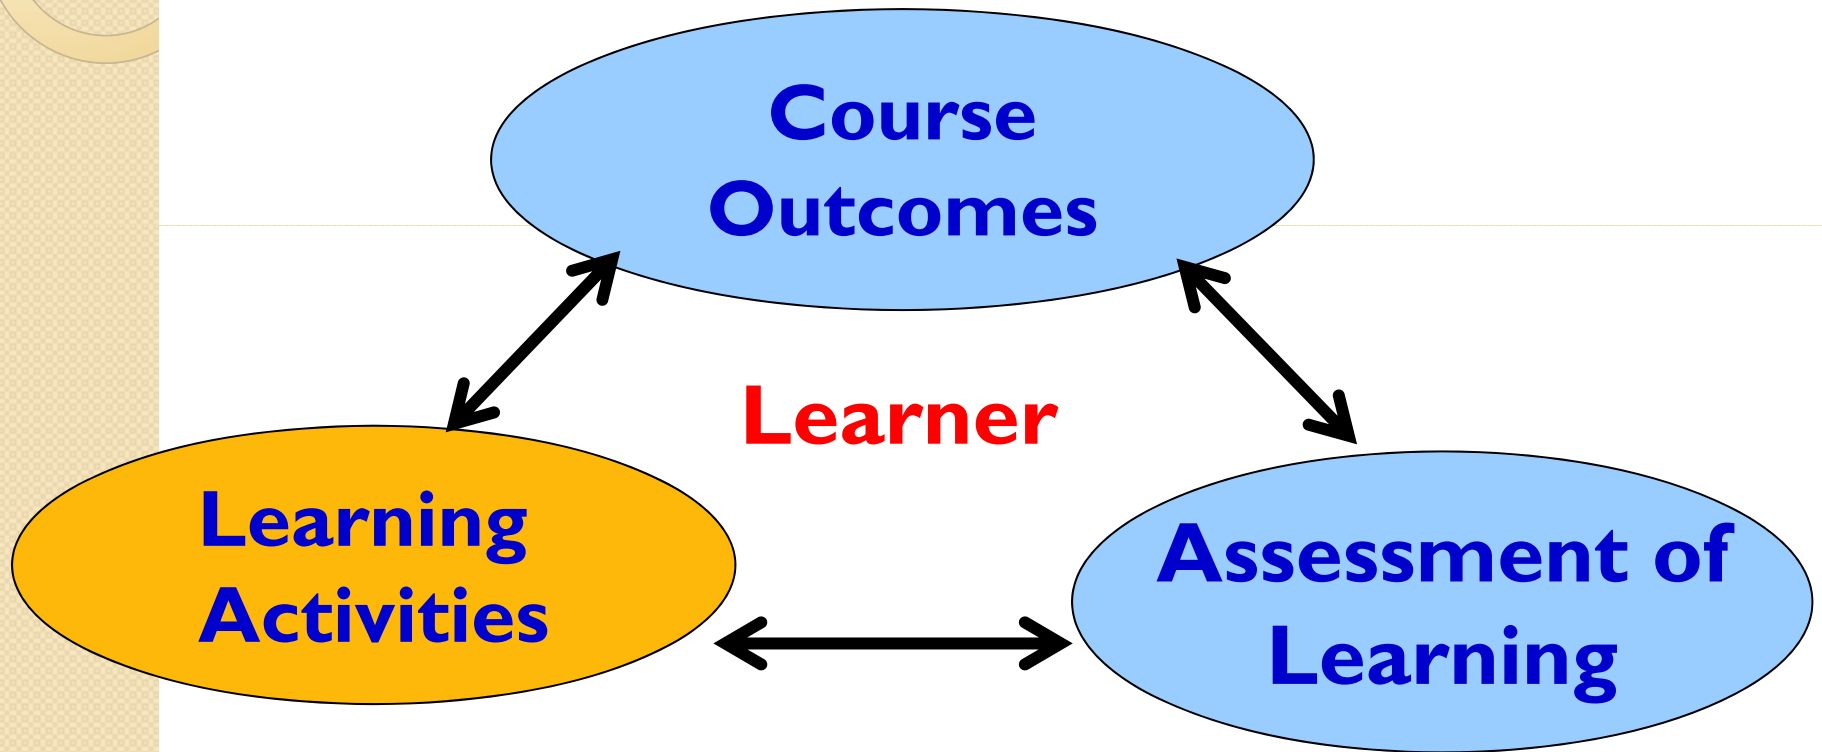 Course
Outcomes
Learner
Learning
Activities
Assessment of
Learning